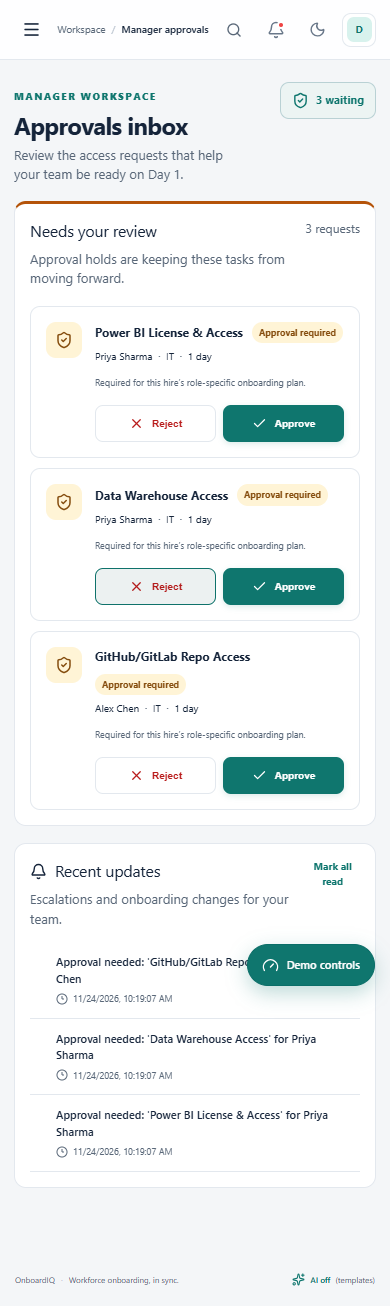 Workspace / Manager approvals
D
MANAGER WORKSPACE
3 waiting
Approvals inbox
Review the access requests that help
your team be ready on Day 1.
Needs your review
3 requests
Approval holds are keeping these tasks from
moving forward.
Power BI License & Access
Approval required
Priya Sharma · IT · 1 day
Required for this hire's role-specific onboarding plan.
Reject
Approve
Data Warehouse Access
Approval required
Priya Sharma · IT · 1 day
Required for this hire's role-specific onboarding plan.
Reject
Approve
GitHub/GitLab Repo Access
Approval required
Alex Chen · IT · 1 day
Required for this hire's role-specific onboarding plan.
Reject
Approve
Recent updates
Mark all
read
Escalations and onboarding changes for your
team.
Approval needed: 'GitHub/GitLab
Chen
Demo controls
11/24/2026, 10:19:07 AM
Approval needed: 'Data Warehouse Access' for Priya
Sharma
11/24/2026, 10:19:07 AM
Approval needed: 'Power BI License & Access' for Priya
Sharma
11/24/2026, 10:19:07 AM
OnboardIQ · Workforce onboarding, in sync.
AI off (templates)